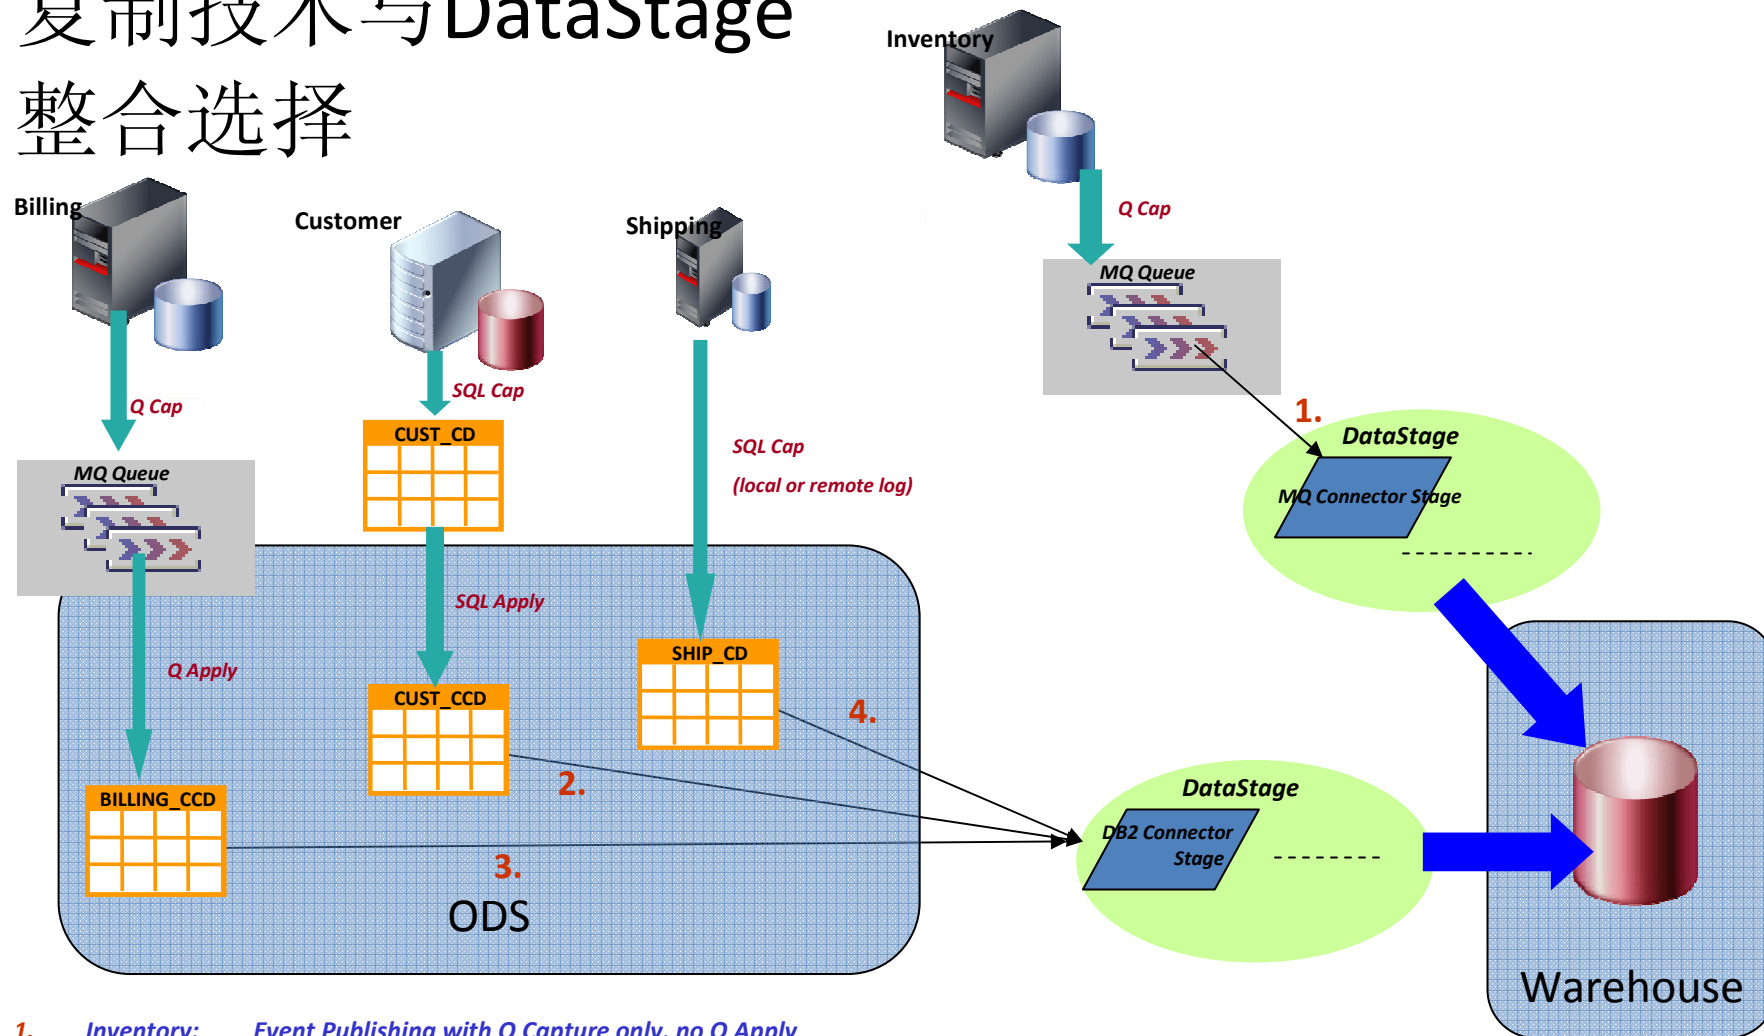 复制技术与DataStage
整合选择
Inventory
Q Cap
MQ Queue
Billing
Customer
Shipping
Q Cap
SQL Cap
CUST_CD
SQL Cap
(local or remote log)
MQ Queue
1.
DataStage
MQ Connector Stage
----------
SQL Apply
Q Apply
SHIP_CD
CUST_CCD
4.
2.
BILLING_CCD
3.
ODS
DataStage
DB2 Connector
Stage
--------
Warehouse
1. Inventory: Event Publishing with Q Capture only, no Q Apply